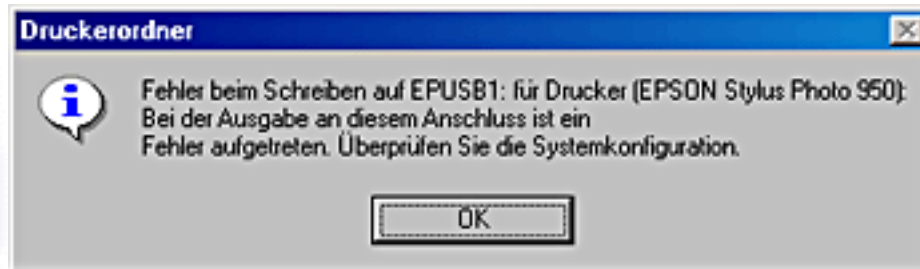 Druckerordner
Fehler beim Schreiben auf EPUSB1: für Drucker (EPSON Stylus Photo 950):
Bei der Ausgabe an diesem Anschluss ist ein
Fehler aufgetreten. Überprüfen Sie die Systemkonfiguration.
OK